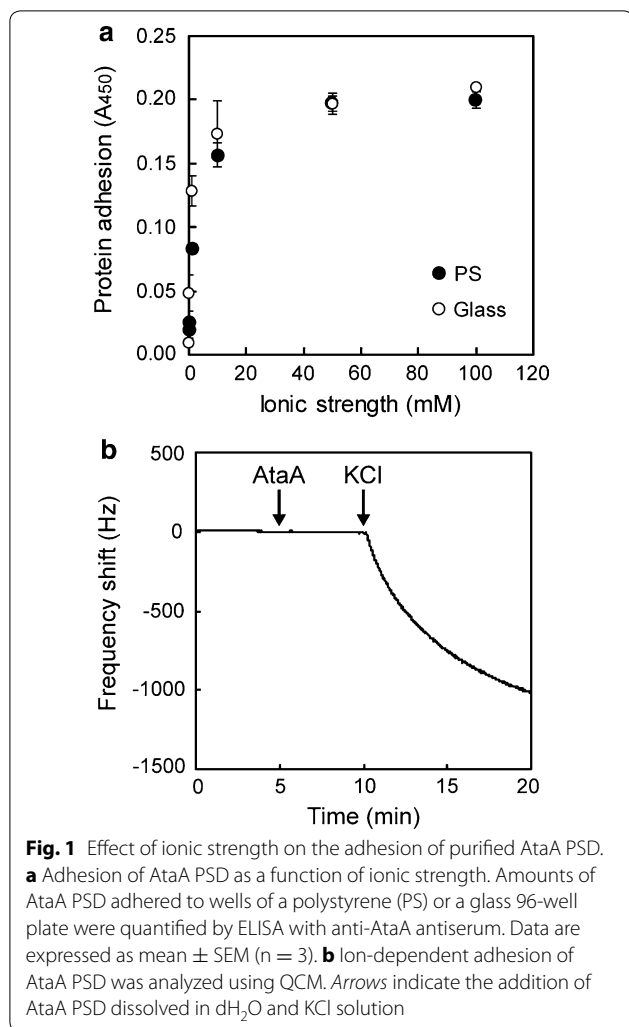 a
0.25
0.20
0.15
0.10
0.05
0.00
Protein adhesion (A450)
PS
Glass
0 20 40 60 80 100 120
Ionic strength (mM)
b
500
0
-500
-1000
-1500
Frequency shift (Hz)
AtaA KCl
0 5 10 15 20
Time (min)
Fig. 1 Effect of ionic strength on the adhesion of purified AtaA PSD.
a Adhesion of AtaA PSD as a function of ionic strength. Amounts of
AtaA PSD adhered to wells of a polystyrene (PS) or a glass 96-well
plate were quantified by ELISA with anti-AtaA antiserum. Data are
expressed as mean ± SEM (n = 3). b Ion-dependent adhesion of
AtaA PSD was analyzed using QCM. Arrows indicate the addition of
AtaA PSD dissolved in dH₂O and KCl solution